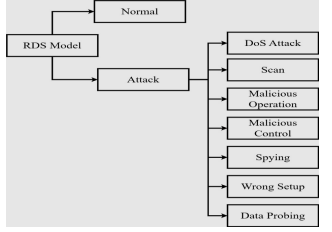 Normal
RDS Model
Attack
DoS Attack
Scan
Malicious
Operation
Malicious
Control
Spying
Wrong Setup
Data Probing